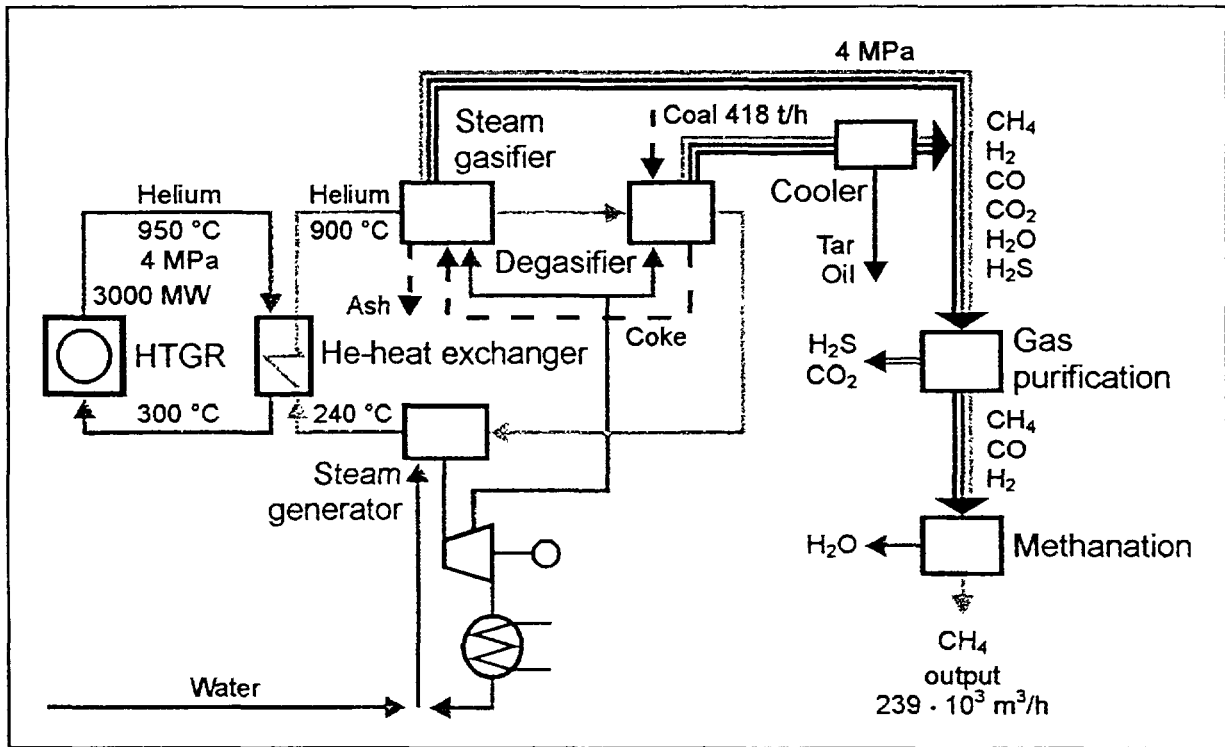 4 MPa
Steam
gasifier
Coal 418 t/h
Cooler
CH₄
H₂
CO
CO₂
H₂O
H₂S
Helium
950 °C
4 MPa
3000 MW
Helium
900 °C
Degasifier
Tar
Oil
Ash
Coke
HTGR
He-heat exchanger
H₂S
CO₂
Gas
purification
300 °C
240 °C
CH₄
CO
H₂
Steam
generator
H₂O
Methanation
Water
CH₄
output
239 · 10³ m³/h